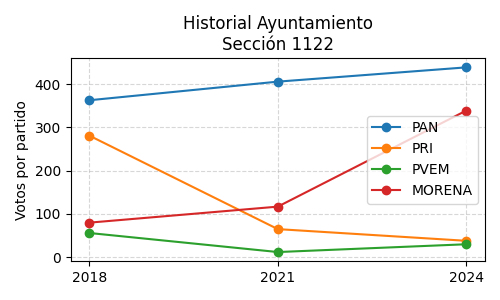 Historial Ayuntamiento
Sección 1122
Votos por partido
400
300
200
100
0
2018
2021
2024
PAN
PRI
PVEM
MORENA